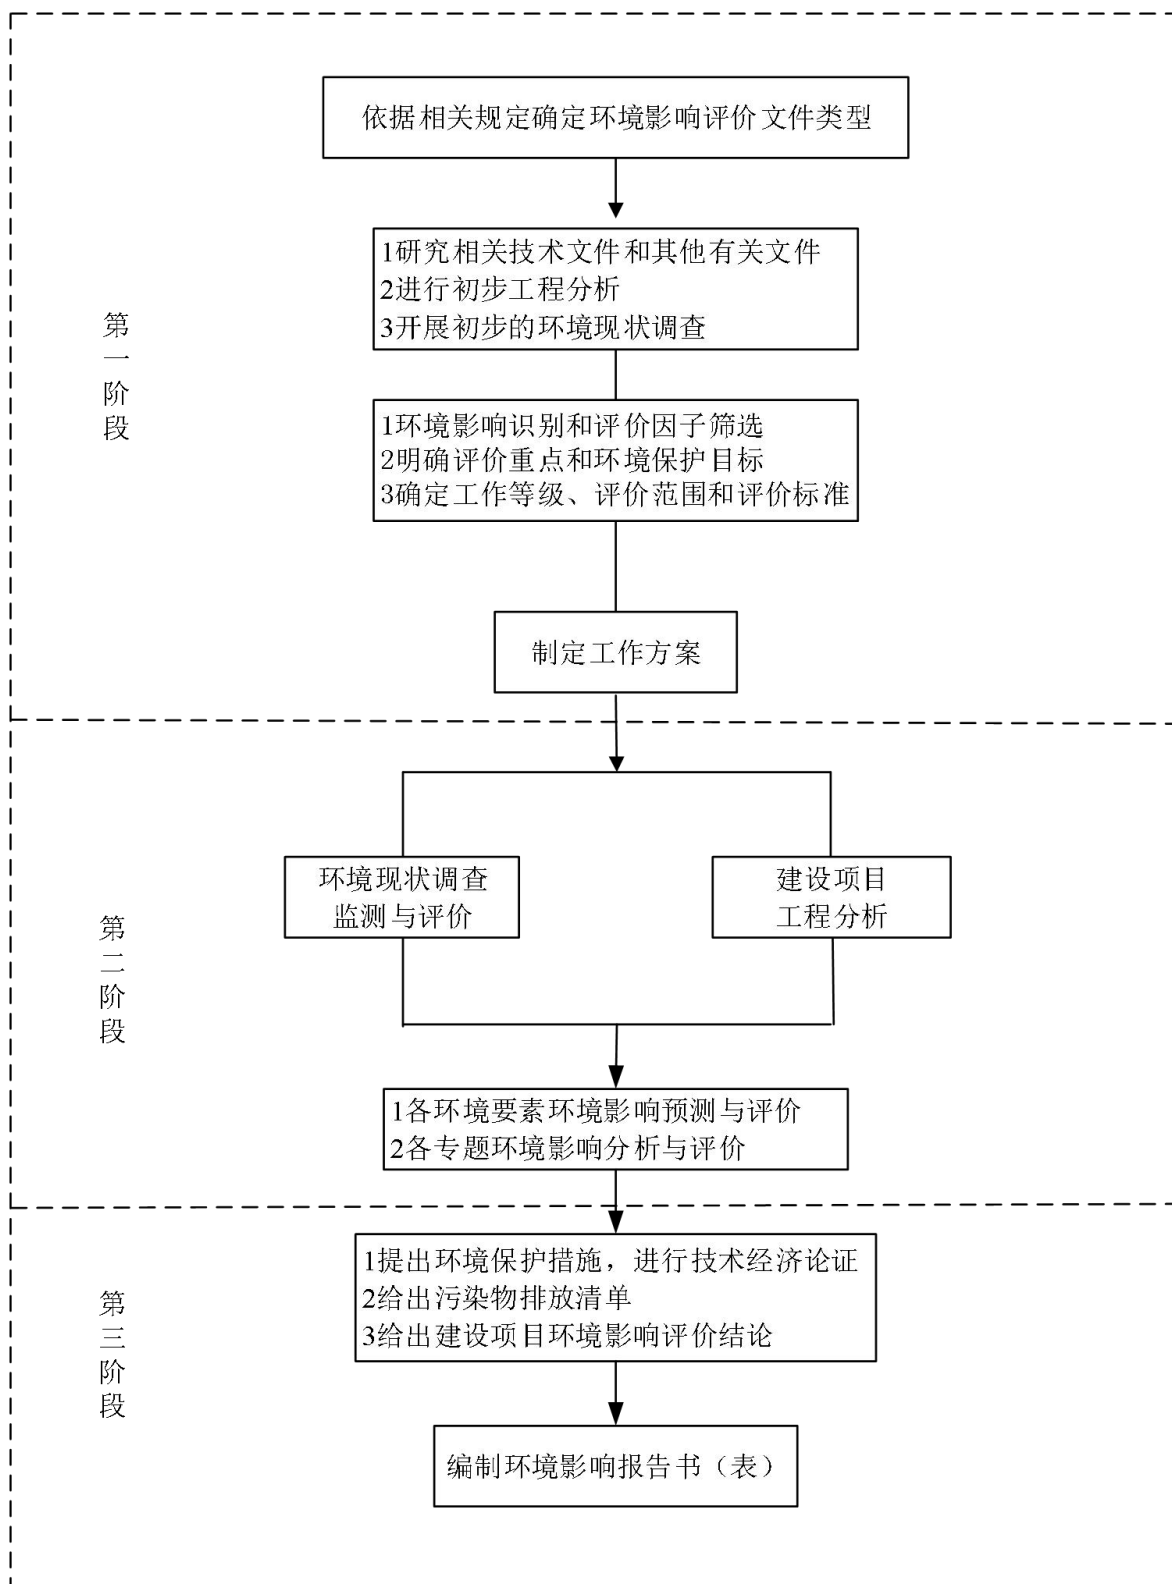 依据相关规定确定环境影响评价文件类型
1研究相关技术文件和其他有关文件
2进行初步工程分析
3开展初步的环境现状调查
第一阶段
1环境影响识别和评价因子筛选
2明确评价重点和环境保护目标
3确定工作等级、评价范围和评价标准
制定工作方案
环境现状调查
监测与评价
建设项目
工程分析
第二阶段
1各环境要素环境影响预测与评价
2各专题环境影响分析与评价
1提出环境保护措施，进行技术经济论证
2给出污染物排放清单
3给出建设项目环境影响评价结论
第三阶段
编制环境影响报告书（表）